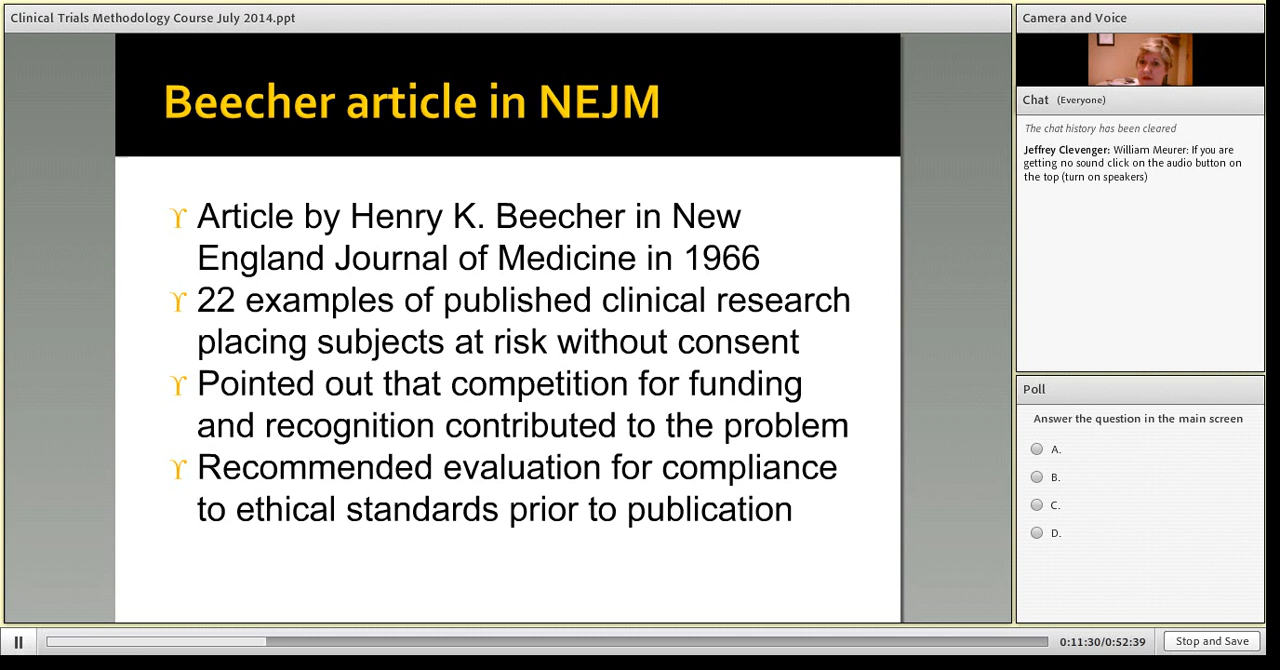 Clinical Trials Methodology Course July 2014.ppt
Beecher article in NEJM
ϒ Article by Henry K. Beecher in New
England Journal of Medicine in 1966
ϒ 22 examples of published clinical research
placing subjects at risk without consent
ϒ Pointed out that competition for funding
and recognition contributed to the problem
ϒ Recommended evaluation for compliance
to ethical standards prior to publication
Camera and Voice
Chat (Everyone)
The chat history has been cleared
Jeffrey Clevenger: William Meurer: If you are
getting no sound click on the audio button on
the top (turn on speakers)
Poll
Answer the question in the main screen
A.
B.
C.
D.
0:11:30/0:52:39
Stop and Save